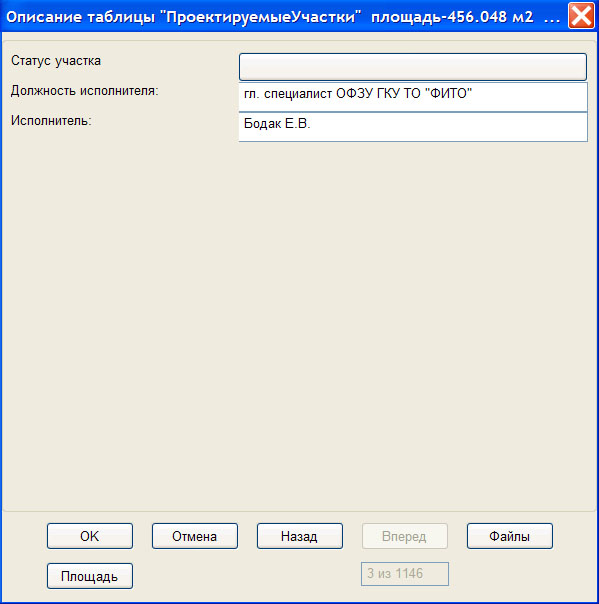 Описание таблицы "ПроектируемыеУчастки" площадь-456.048 м2 ...
Статус участка
Должность исполнителя: гл. специалист ОФЗУ ГКУ ТО "ФИТО"
Исполнитель: Бодак Е.В.
OK Отмена Назад Вперед Файлы
Площадь 3 из 1146